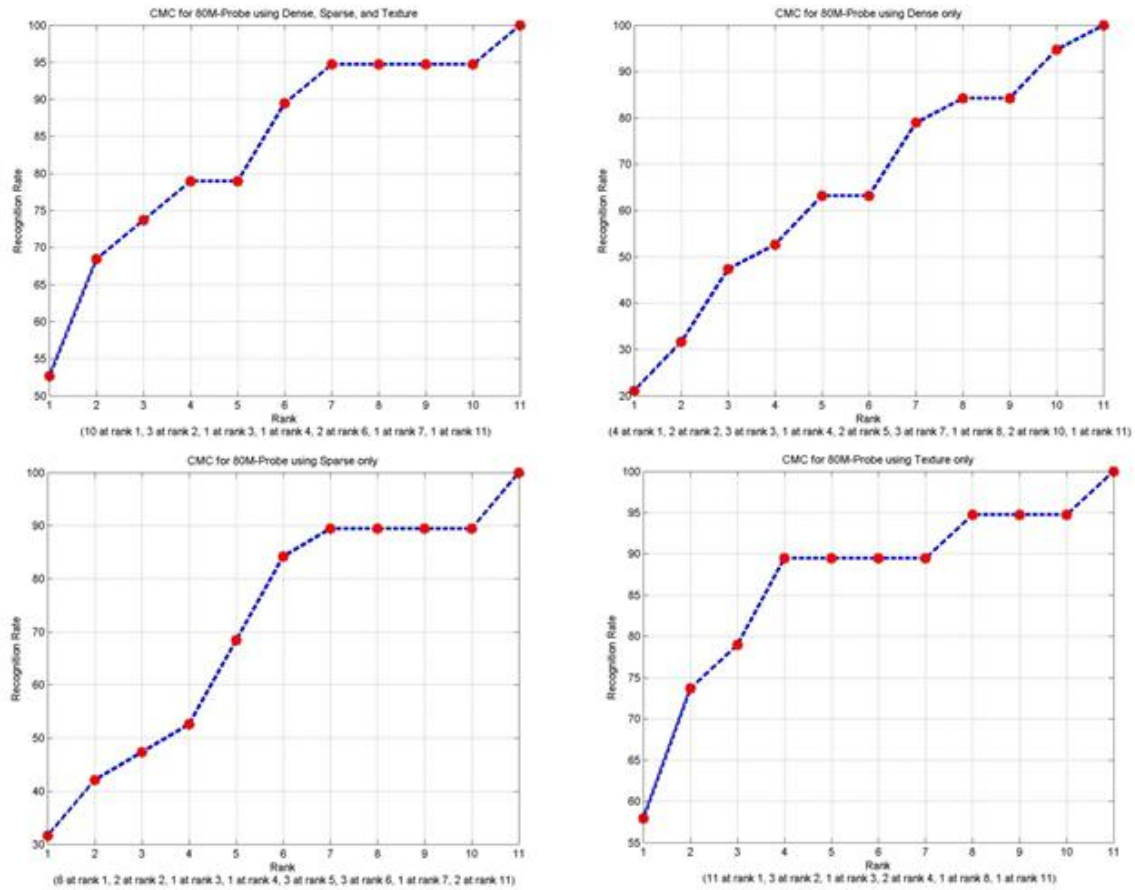 CMC for 80M-Probe using Dense, Sparse, and Texture
100
95
90
85
80
75
70
65
60
55
50
Recognition Rate
1 2 3 4 5 6 7 8 9 10 11
Rank
(10 at rank 1, 3 at rank 2, 1 at rank 3, 1 at rank 4, 2 at rank 6, 1 at rank 7, 1 at rank 11)
CMC for 80M-Probe using Dense only
100
90
80
70
60
50
40
30
20
Recognition Rate
1 2 3 4 5 6 7 8 9 10 11
Rank
(4 at rank 1, 2 at rank 2, 3 at rank 3, 1 at rank 4, 2 at rank 5, 3 at rank 7, 1 at rank 8, 2 at rank 10, 1 at rank 11)
CMC for 80M-Probe using Sparse only
100
90
80
70
60
50
40
30
Recognition Rate
1 2 3 4 5 6 7 8 9 10 11
Rank
(6 at rank 1, 2 at rank 2, 1 at rank 3, 1 at rank 4, 3 at rank 5, 3 at rank 6, 1 at rank 7, 2 at rank 11)
CMC for 80M-Probe using Texture only
100
95
90
85
80
75
70
65
60
55
Recognition Rate
1 2 3 4 5 6 7 8 9 10 11
Rank
(11 at rank 1, 3 at rank 2, 1 at rank 3, 2 at rank 4, 1 at rank 8, 1 at rank 11)